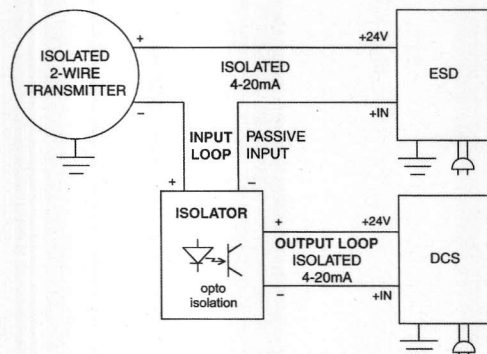 +
+24V
ISOLATED
2-WIRE
TRANSMITTER
ISOLATED
4-20mA
ESD
-
+IN
INPUT
LOOP
PASSIVE
INPUT
+
-
ISOLATOR
opto
isolation
+
+24V
OUTPUT LOOP
ISOLATED
4-20mA
DCS
-
+IN